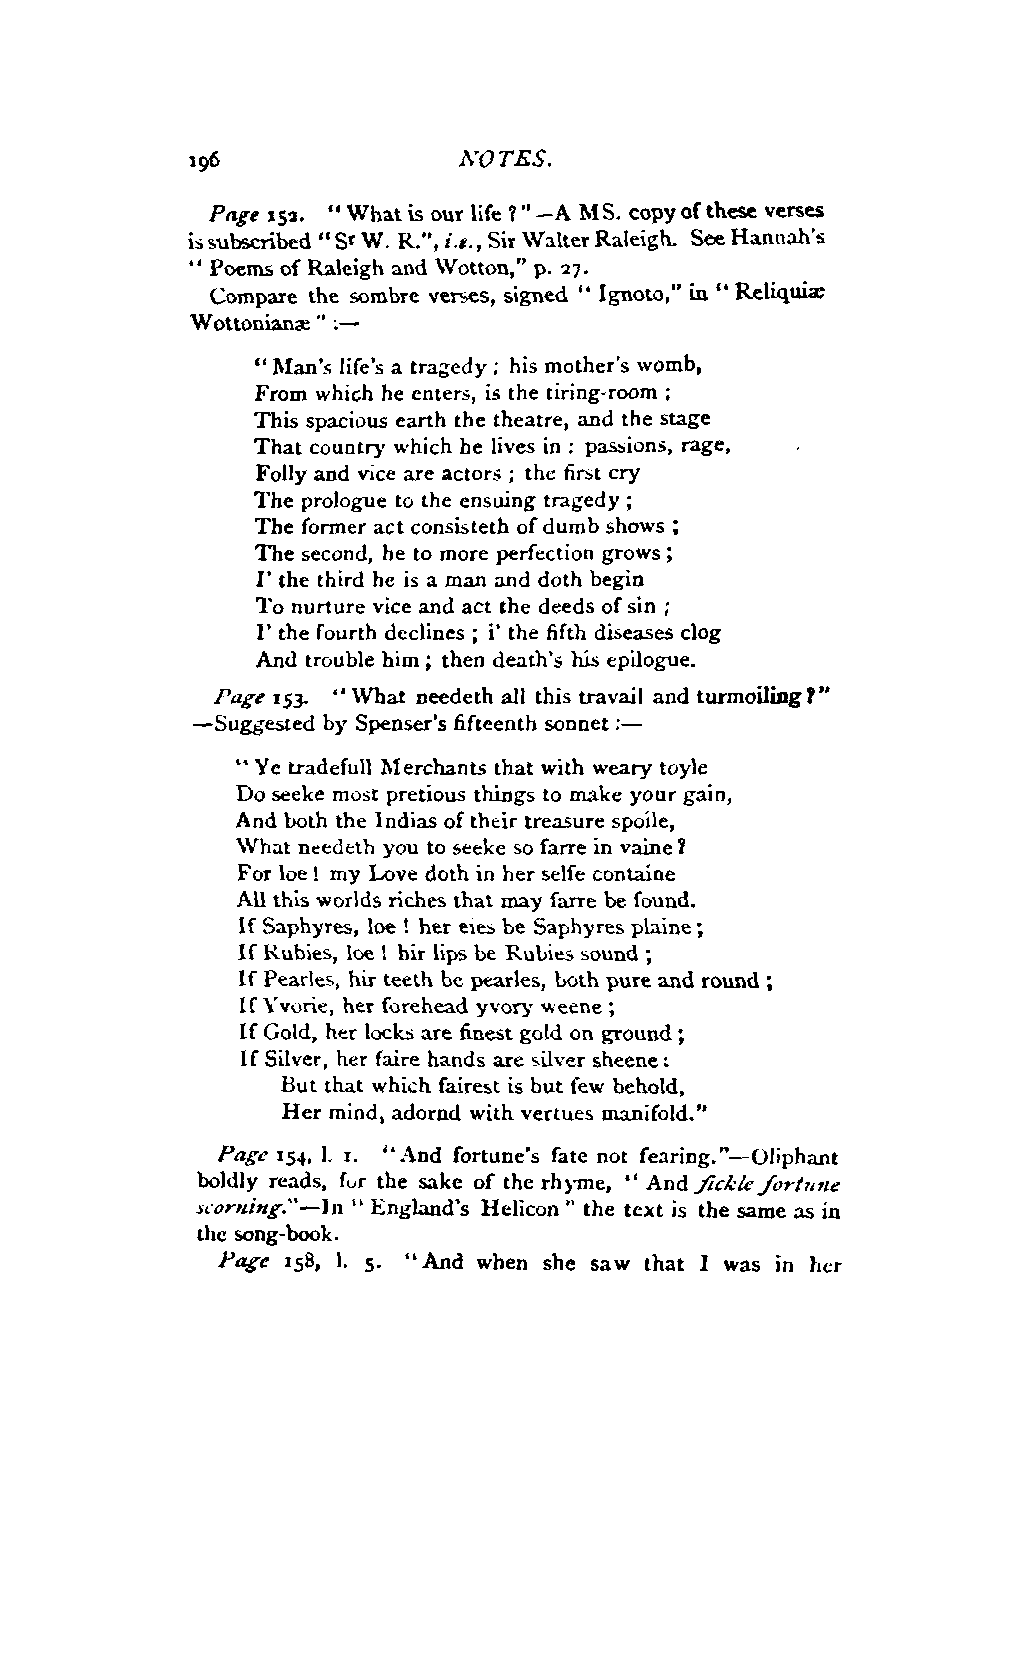 196 NOTES.
Page 152. "What is our life?"—A MS. copy of these verses
is subscribed "Sr W. R.", i.e., Sir Walter Raleigh. See Hannah's
"Poems of Raleigh and Wotton," p. 27.
Compare the sombre verses, signed "Ignoto," in "Reliquiæ
Wottonianæ":—
"Man's life's a tragedy; his mother's womb,
From which he enters, is the tiring-room;
This spacious earth the theatre, and the stage
That country which he lives in: passions, rage,
Folly and vice are actors; the first cry
The prologue to the ensuing tragedy;
The former act consisteth of dumb shows;
The second, he to more perfection grows;
I' the third he is a man and doth begin
To nurture vice and act the deeds of sin;
I' the fourth declines; i' the fifth diseases clog
And trouble him; then death's his epilogue.
Page 153. "What needeth all this travail and turmoiling?"
—Suggested by Spenser's fifteenth sonnet:—
"Ye tradefull Merchants that with weary toyle
Do seeke most pretious things to make your gain,
And both the Indias of their treasure spoile,
What needeth you to seeke so farre in vaine?
For loe! my Love doth in her selfe containe
All this worlds riches that may farre be found.
If Saphyres, loe! her eies be Saphyres plaine;
If Rubies, loe! hir lips be Rubies sound;
If Pearles, hir teeth be pearles, both pure and round;
If Yvorie, her forehead yvory weene;
If Gold, her locks are finest gold on ground;
If Silver, her faire hands are silver sheene:
But that which fairest is but few behold,
Her mind, adornd with vertues manifold."
Page 154, l. 1. "And fortune's fate not fearing."—Oliphant
boldly reads, for the sake of the rhyme, "And fickle fortune
scorning."—In "England's Helicon" the text is the same as in
the song-book.
Page 158, l. 5. "And when she saw that I was in her